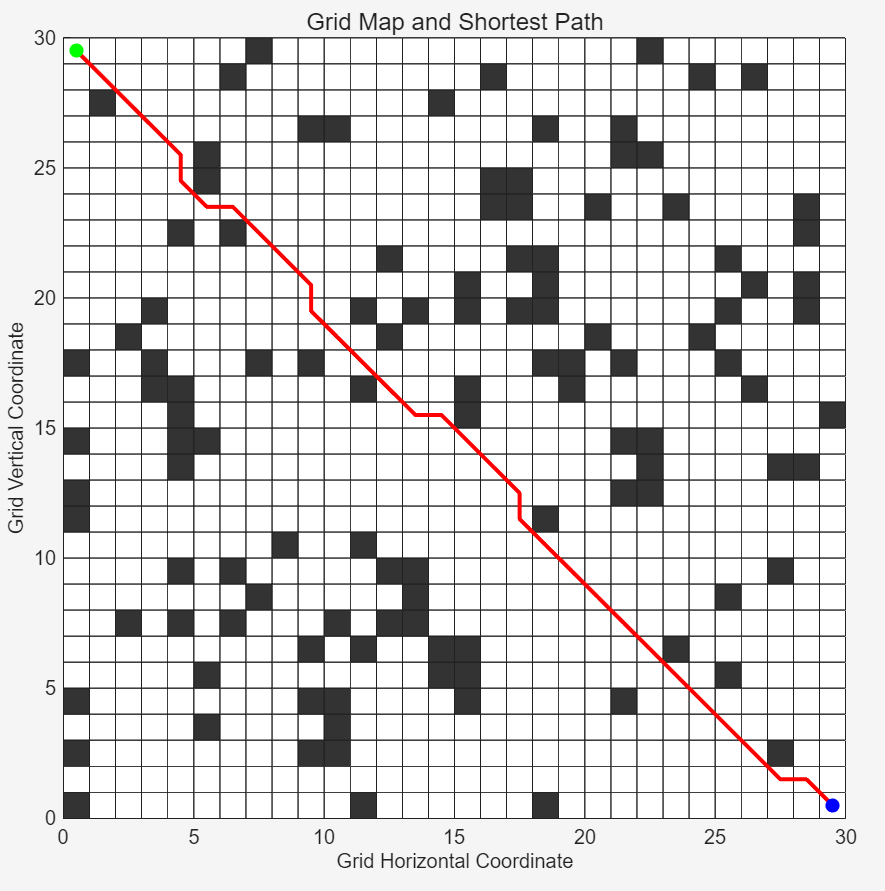 Grid Map and Shortest Path
Grid Vertical Coordinate
30
25
20
15
10
5
0
0 5 10 15 20 25 30
Grid Horizontal Coordinate